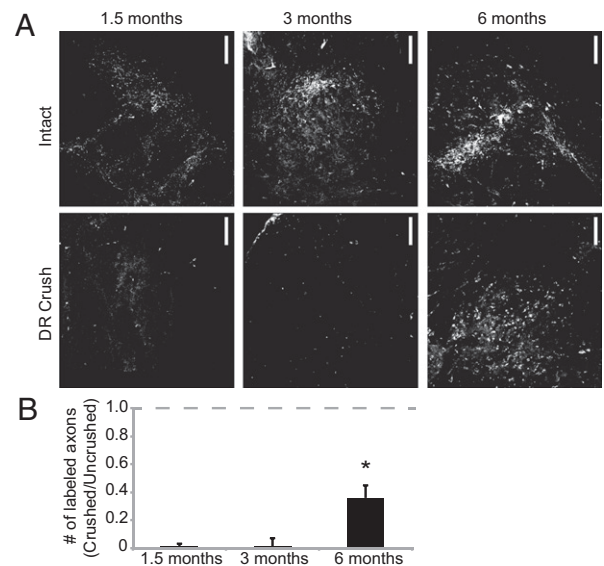 A
1.5 months
3 months
6 months
Intact
DR Crush
B
# of labeled axons
(Crushed/Uncrushed)
1.0
0.8
0.6
0.4
0.2
0
*
1.5 months
3 months
6 months